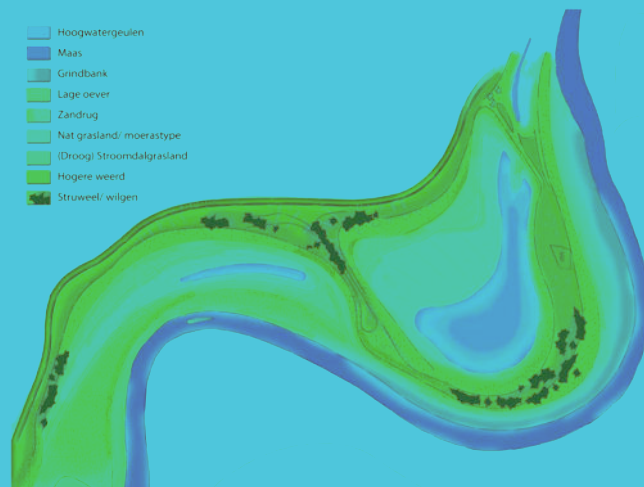 Hoogwatergeulen
Maas
Grindbank
Lage oever
Zandrug
Nat grasland/ moerastype
(Droog) Stroomdalgrasland
Hogere weerd
Struweel/ wilgen